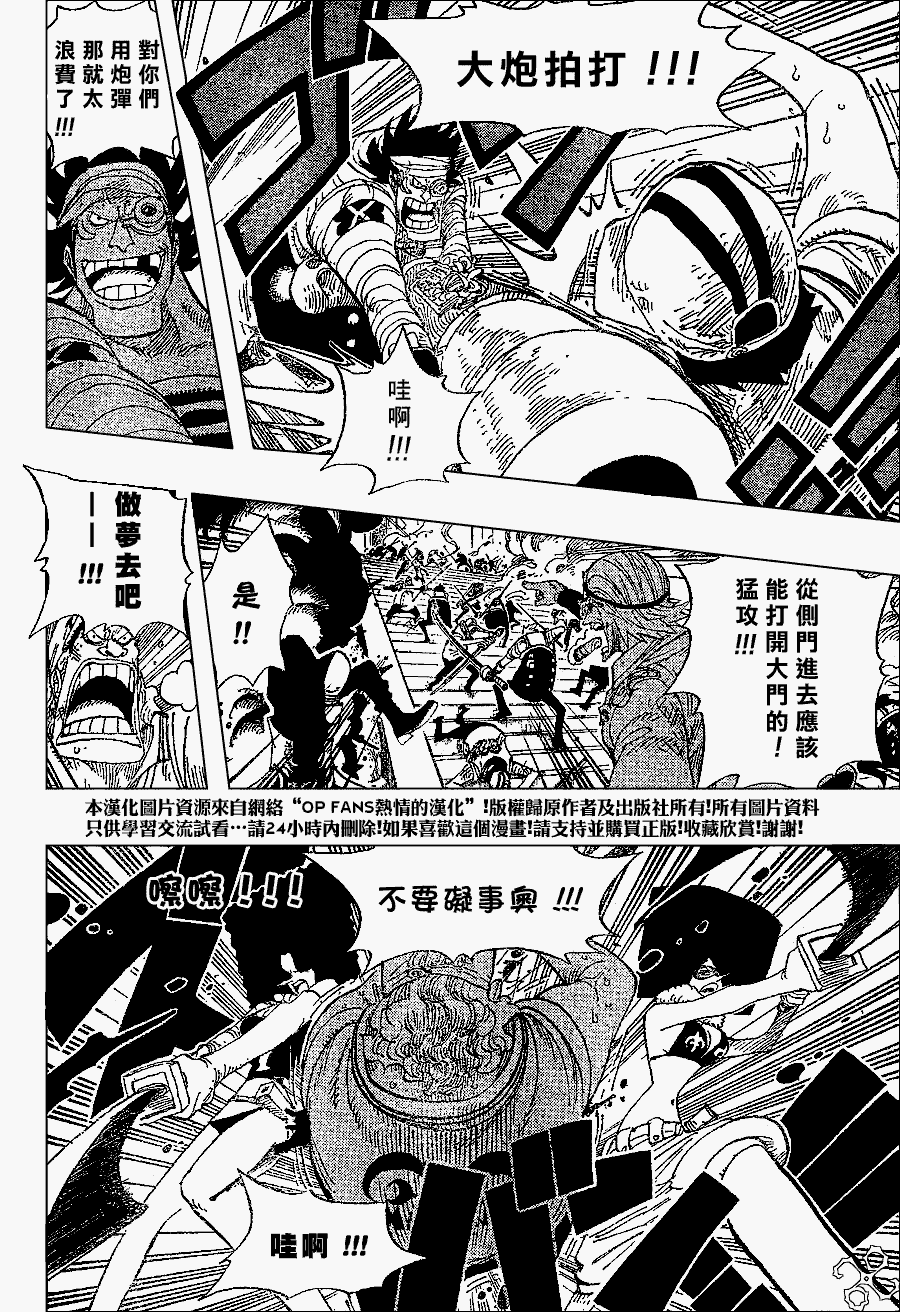 大炮拍打!!!
對你們
用炮彈
那就太
浪費了!!!
哇啊!!!
從側門進去應該
能打開大門的!
猛攻!!!
是!!
做夢去吧
——!!!
本漢化圖片資源來自網絡“OP FANS熱情的漢化”!版權歸原作者及出版社所有!所有圖片資料
只供學習交流試看…請24小時內刪除!如果喜歡這個漫畫!請支持並購買正版!收藏欣賞!謝謝!
不要礙事奧!!!
嚓嚓!!!
哇啊!!!